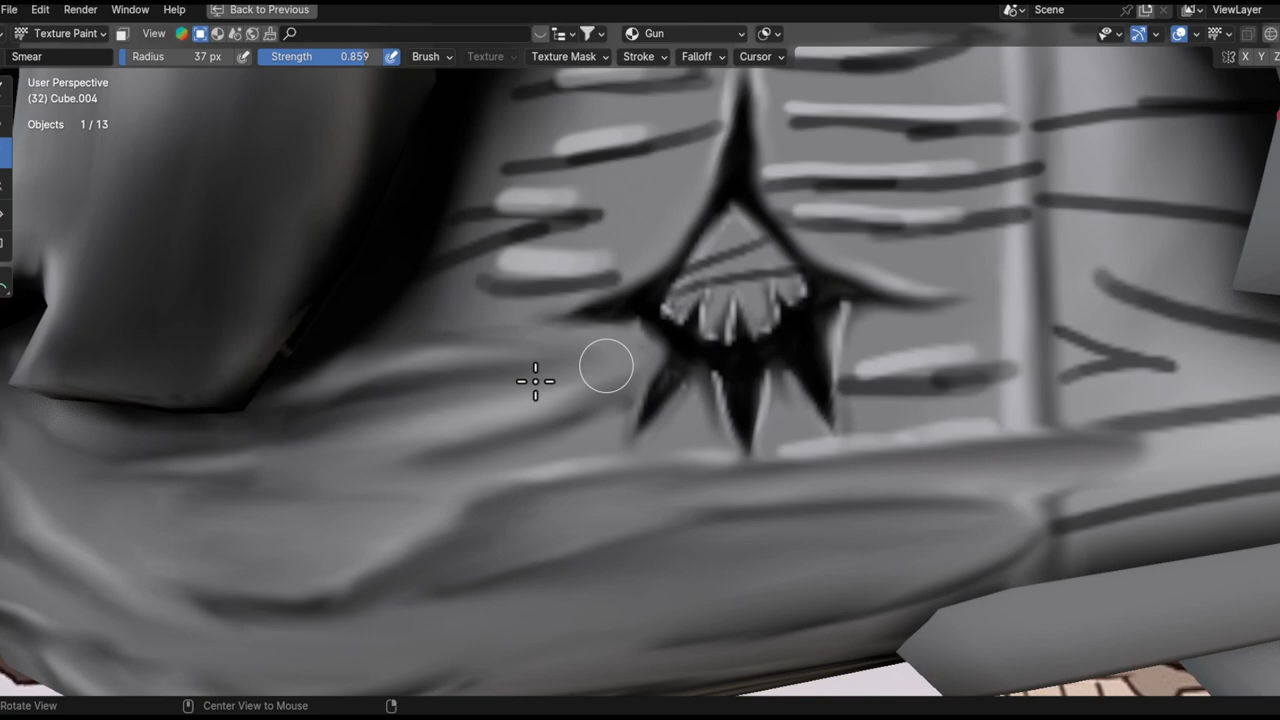 File Edit Render Window Help Back to Previous Scene ViewLayer
Texture Paint View Gun
Smear Radius 37 px Strength 0.859 Brush Texture Texture Mask Stroke Falloff Cursor X Y Z
User Perspective
(32) Cube.004
Objects 1 / 13
Rotate View Center View to Mouse